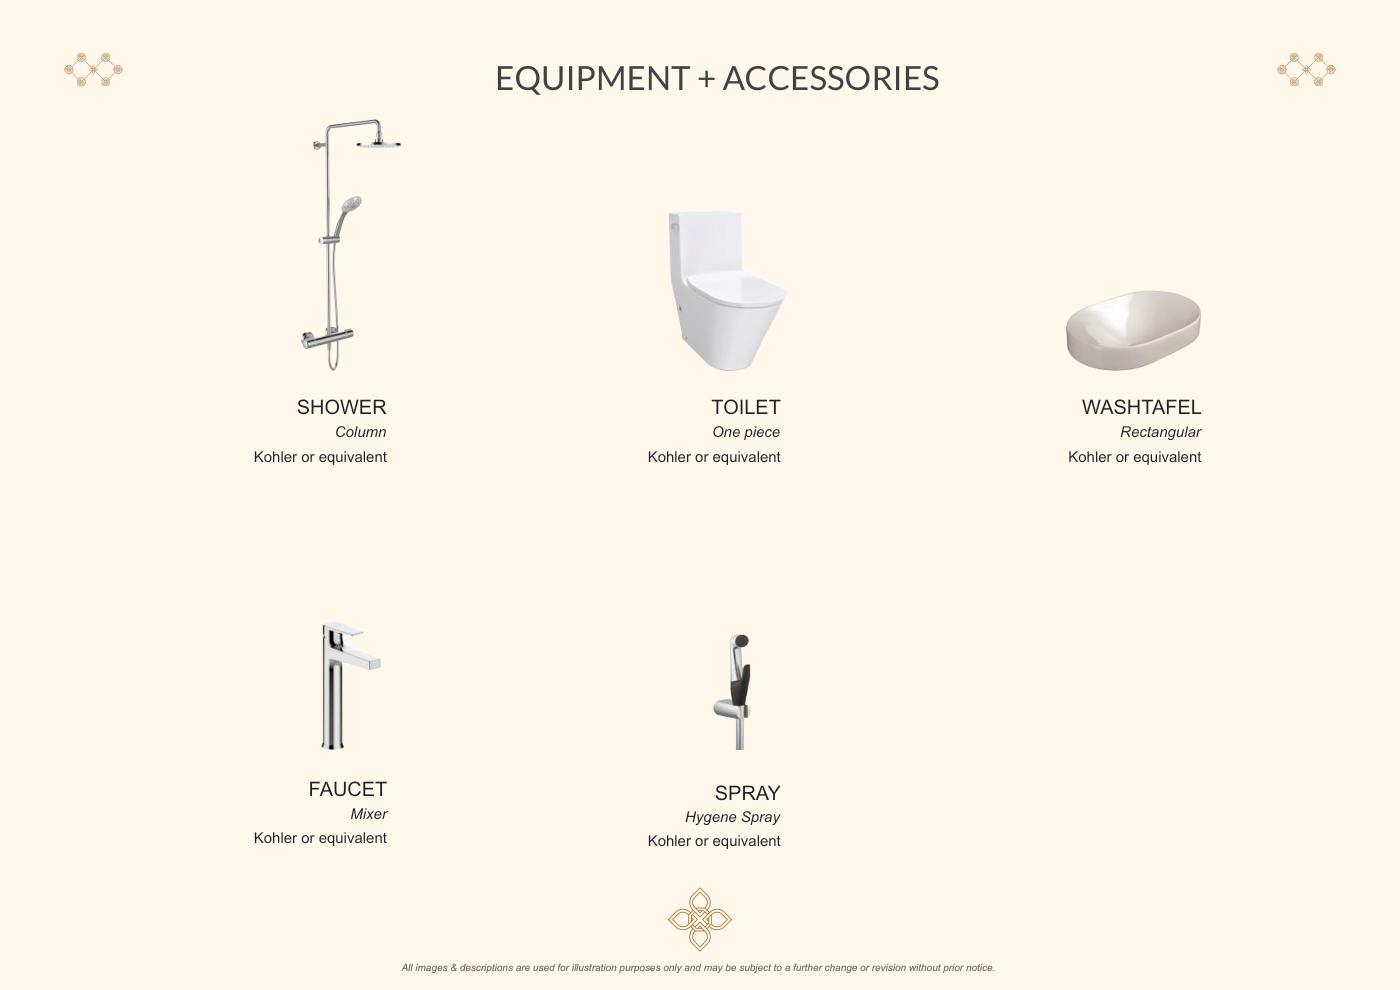 EQUIPMENT + ACCESSORIES
SHOWER
Column
Kohler or equivalent
TOILET
One piece
Kohler or equivalent
WASHTAFEL
Rectangular
Kohler or equivalent
FAUCET
Mixer
Kohler or equivalent
SPRAY
Hygene Spray
Kohler or equivalent
All images & descriptions are used for illustration purposes only and may be subject to a further change or revision without prior notice.